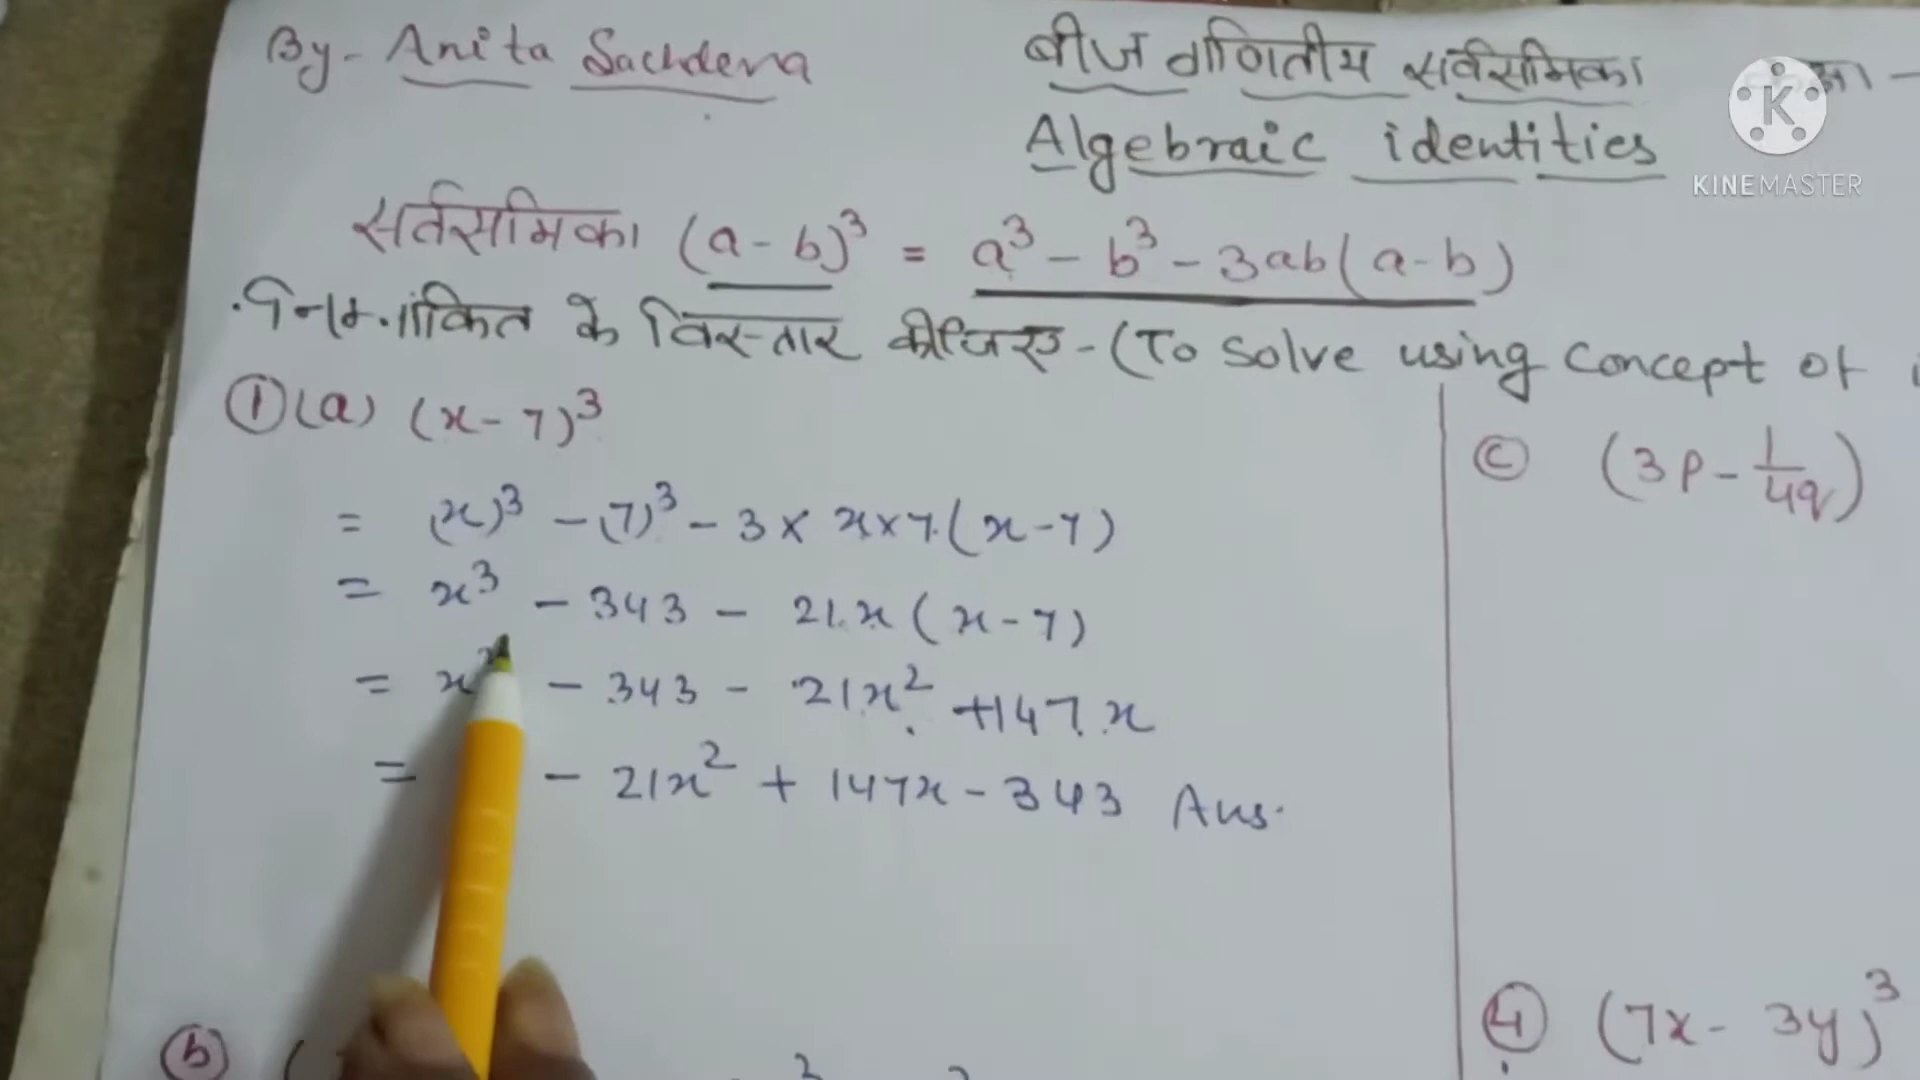 By- Anita Sachdeva
बीज गणितीय सर्वसमिका
Algebraic identities
KINEMASTER
सर्वसमिका (a-b)³ = a³ - b³ - 3ab(a-b)
निम्नांकित के विस्तार कीजिए - (To solve using concept of
① (a) (x-7)³
= (x)³ - (7)³ - 3 × x × 7 (x-7)
= x³ - 343 - 21x (x-7)
= x - 343 - 21x² + 147x
= - 21x² + 147x - 343 Ans.
(b) (
ⓒ (3p - 1/4q)
④ (7x - 3y)³